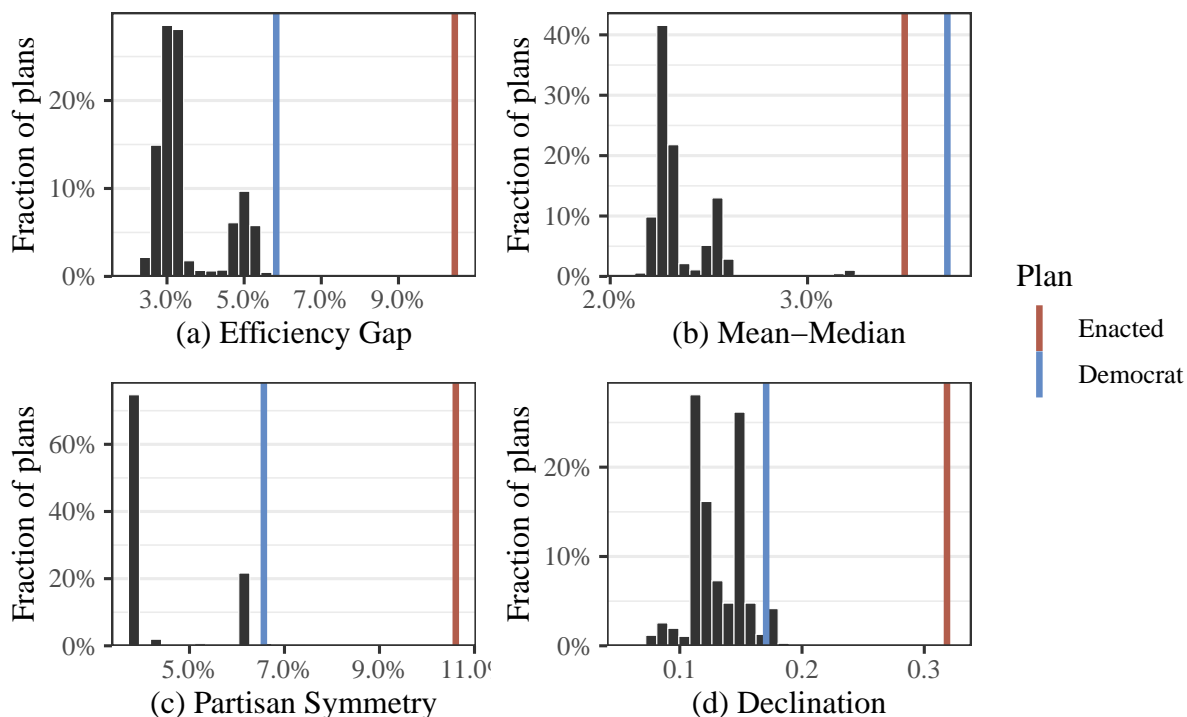 Fraction of plans
20%
10%
0%
3.0% 5.0% 7.0% 9.0%
(a) Efficiency Gap
Fraction of plans
40%
30%
20%
10%
0%
2.0% 3.0%
(b) Mean−Median
Fraction of plans
60%
40%
20%
0%
5.0% 7.0% 9.0% 11.0
(c) Partisan Symmetry
Fraction of plans
20%
10%
0%
0.1 0.2 0.3
(d) Declination
Plan
Enacted
Democrat